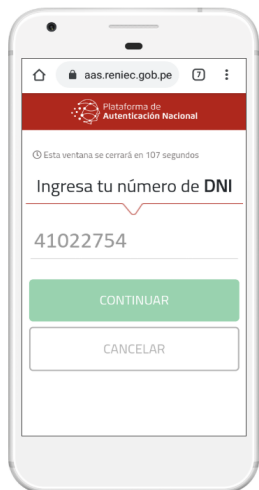 aas.reniec.gob.pe 7
Plataforma de
Autenticación Nacional
Esta ventana se cerrará en 107 segundos
Ingresa tu número de DNI
41022754
CONTINUAR
CANCELAR